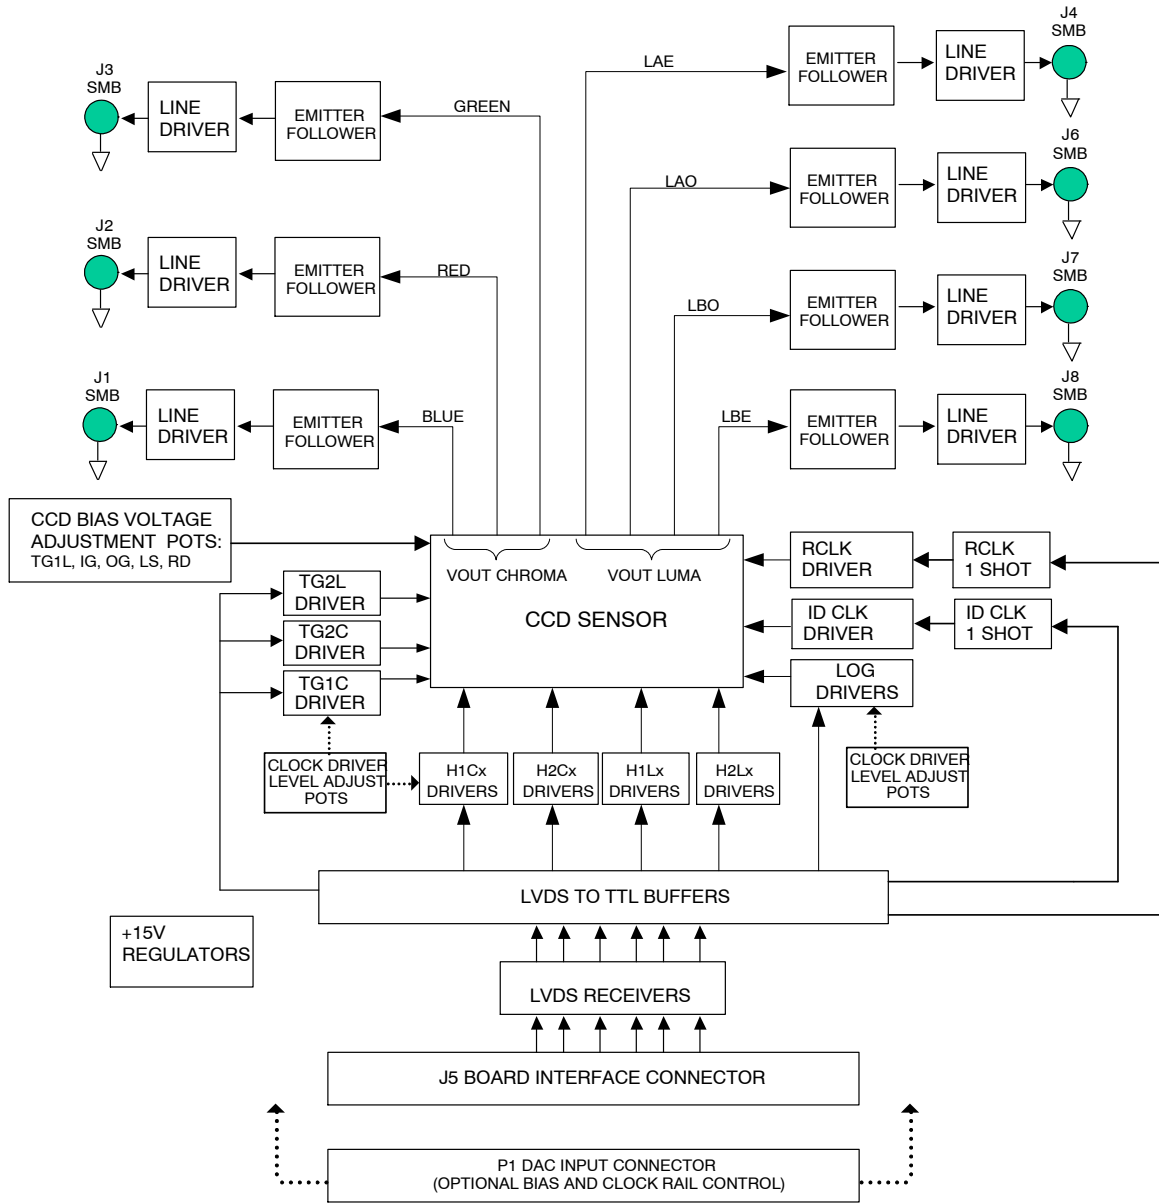 J4
SMB
J3
SMB
LINE
DRIVER
EMITTER
FOLLOWER
GREEN
LAE
EMITTER
FOLLOWER
LINE
DRIVER
J6
SMB
LAO
EMITTER
FOLLOWER
LINE
DRIVER
J2
SMB
LINE
DRIVER
EMITTER
FOLLOWER
RED
J7
SMB
LBO
EMITTER
FOLLOWER
LINE
DRIVER
J1
SMB
LINE
DRIVER
EMITTER
FOLLOWER
BLUE
J8
SMB
LBE
EMITTER
FOLLOWER
LINE
DRIVER
CCD BIAS VOLTAGE
ADJUSTMENT POTS:
TG1L, IG, OG, LS, RD
VOUT CHROMA
VOUT LUMA
CCD SENSOR
RCLK
DRIVER
RCLK
1 SHOT
TG2L
DRIVER
TG2C
DRIVER
TG1C
DRIVER
ID CLK
DRIVER
ID CLK
1 SHOT
LOG
DRIVERS
CLOCK DRIVER
LEVEL ADJUST
POTS
H1Cx
DRIVERS
H2Cx
DRIVERS
H1Lx
DRIVERS
H2Lx
DRIVERS
CLOCK DRIVER
LEVEL ADJUST
POTS
LVDS TO TTL BUFFERS
+15V
REGULATORS
LVDS RECEIVERS
J5 BOARD INTERFACE CONNECTOR
P1 DAC INPUT CONNECTOR
(OPTIONAL BIAS AND CLOCK RAIL CONTROL)